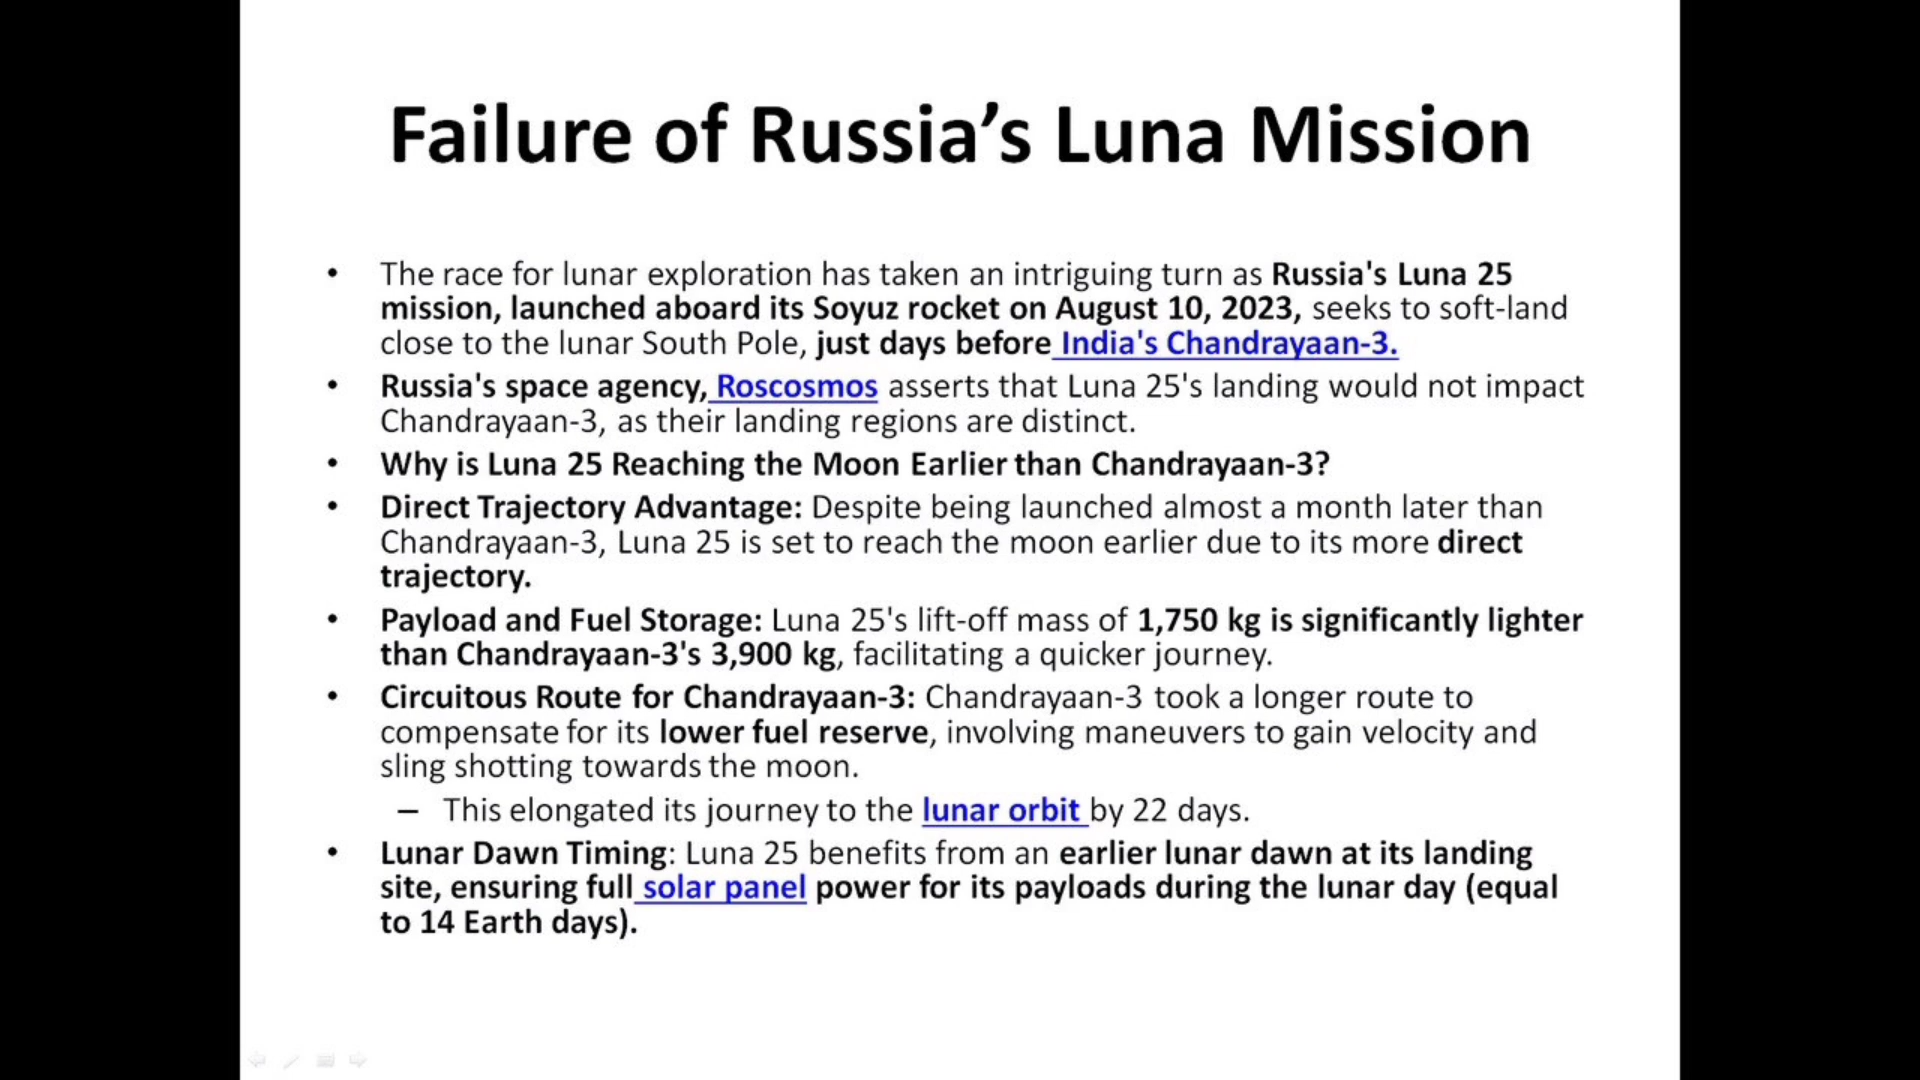 Failure of Russia’s Luna Mission
• The race for lunar exploration has taken an intriguing turn as Russia's Luna 25
mission, launched aboard its Soyuz rocket on August 10, 2023, seeks to soft-land
close to the lunar South Pole, just days before India's Chandrayaan-3.
• Russia's space agency, Roscosmos asserts that Luna 25's landing would not impact
Chandrayaan-3, as their landing regions are distinct.
• Why is Luna 25 Reaching the Moon Earlier than Chandrayaan-3?
• Direct Trajectory Advantage: Despite being launched almost a month later than
Chandrayaan-3, Luna 25 is set to reach the moon earlier due to its more direct
trajectory.
• Payload and Fuel Storage: Luna 25's lift-off mass of 1,750 kg is significantly lighter
than Chandrayaan-3's 3,900 kg, facilitating a quicker journey.
• Circuitous Route for Chandrayaan-3: Chandrayaan-3 took a longer route to
compensate for its lower fuel reserve, involving maneuvers to gain velocity and
sling shotting towards the moon.
– This elongated its journey to the lunar orbit by 22 days.
• Lunar Dawn Timing: Luna 25 benefits from an earlier lunar dawn at its landing
site, ensuring full solar panel power for its payloads during the lunar day (equal
to 14 Earth days).